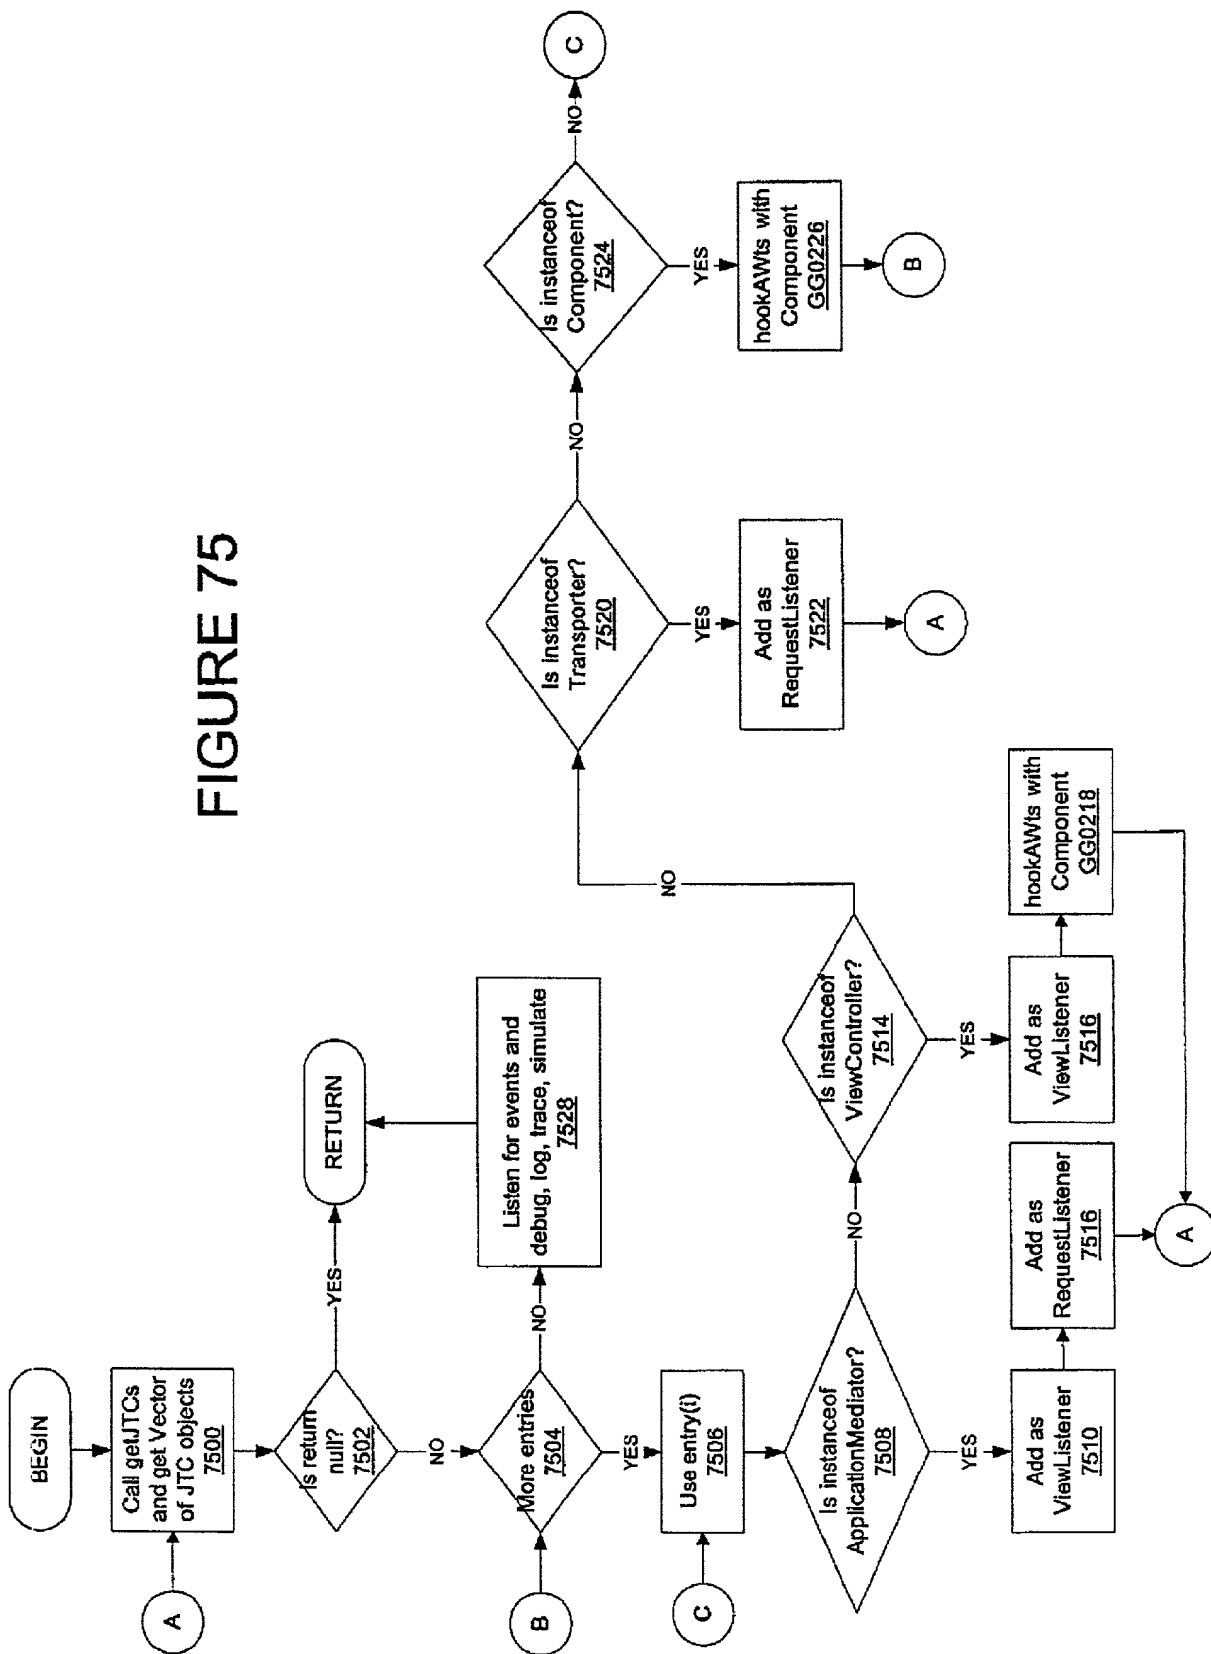 FIGURE 75
BEGIN
A
Call getJTCs
and get Vector
of JTC objects
7500
Is return
null?
7502
YES
RETURN
NO
B
More entries?
7504
NO
Listen for events and
debug, log, trace, simulate
7528
YES
C
Use entry(i)
7506
Is instanceof
ApplicationMediator?
7508
YES
Add as
ViewListener
7510
Add as
RequestListener
7516
A
NO
Is instanceof
ViewController?
7514
YES
Add as
ViewListener
7516
hookAWts with
Component
GG0218
NO
Is instanceof
Transporter?
7520
YES
Add as
RequestListener
7522
A
NO
Is instanceof
Component?
7524
YES
hookAWts with
Component
GG0226
B
NO
C